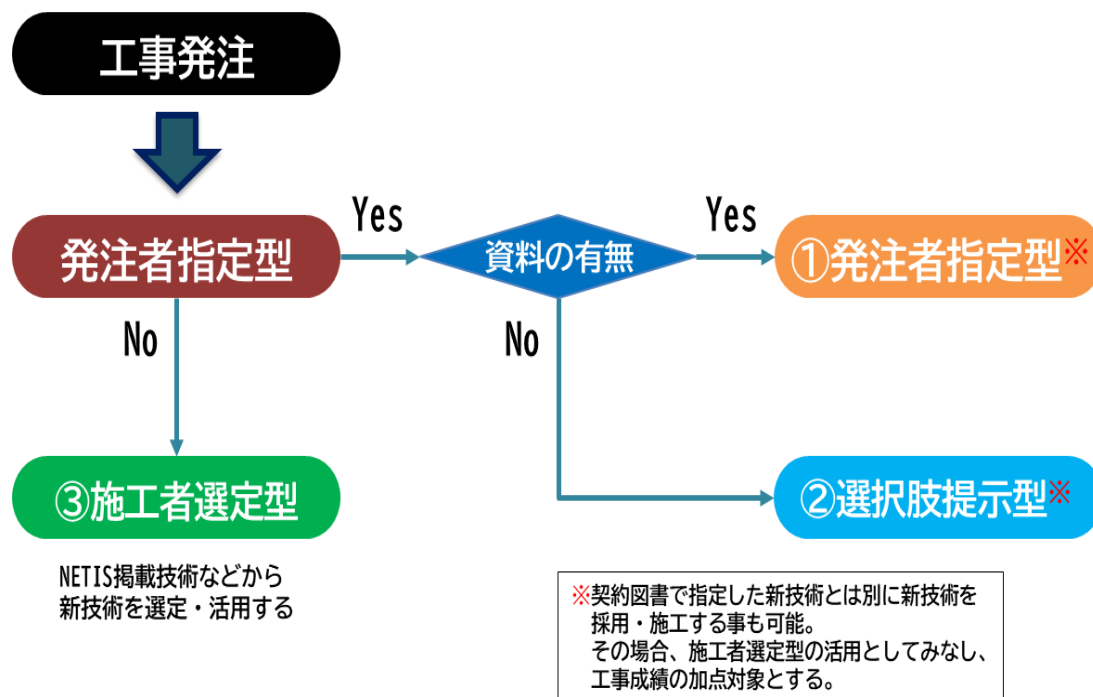 工事発注
発注者指定型
Yes
資料の有無
Yes
①発注者指定型※
No
No
③施工者選定型
②選択肢提示型※
NETIS掲載技術などから
新技術を選定・活用する
※契約図書で指定した新技術とは別に新技術を
採用・施工する事も可能。
その場合、施工者選定型の活用としてみなし、
工事成績の加点対象とする。